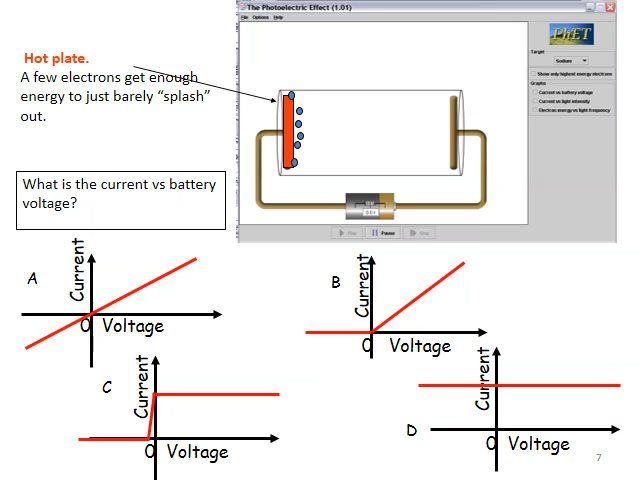 The Photoelectric Effect (1.01)
File Options Help
PhET
Target
Sodium
Show only highest energy electrons
Graphs
Current vs battery voltage
Current vs light intensity
Electron energy vs light frequency
Hot plate.
A few electrons get enough
energy to just barely “splash”
out.
What is the current vs battery
voltage?
Play
Pause
Step
A
Current
0
Voltage
B
Current
0
Voltage
C
Current
0
Voltage
D
Current
0
Voltage
7